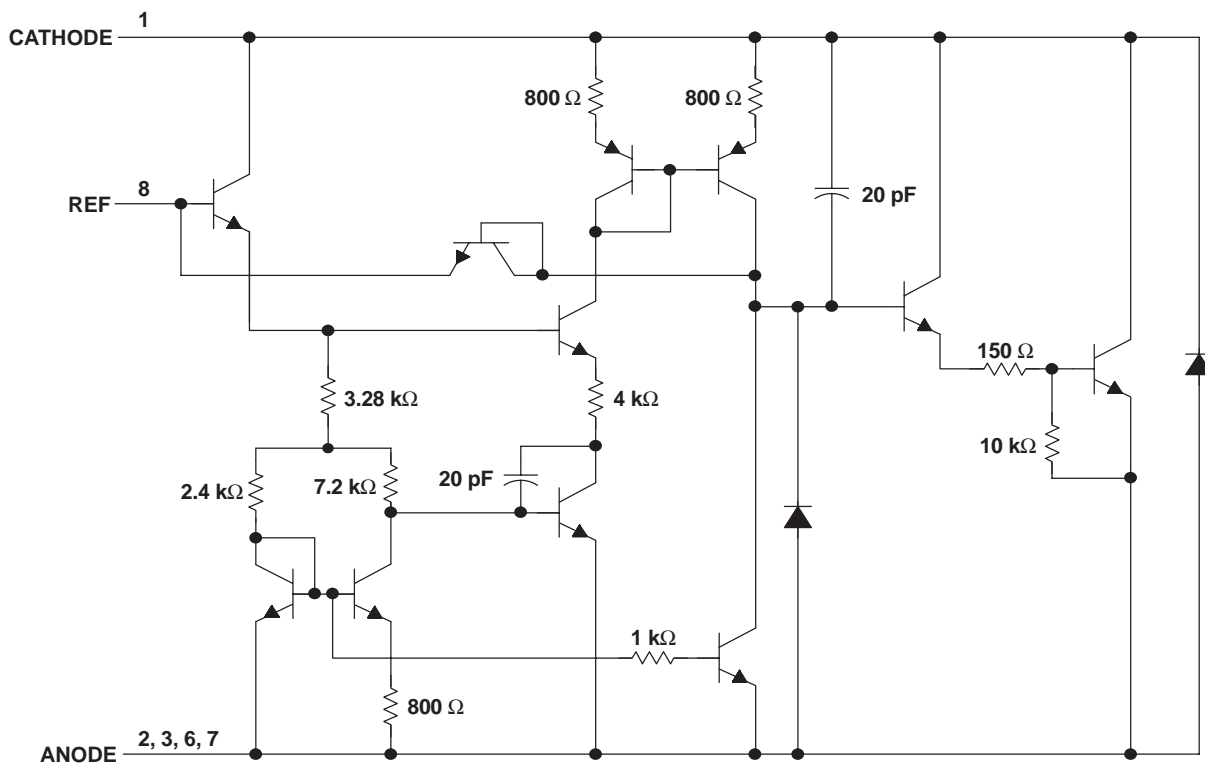 1
CATHODE
800 Ω
800 Ω
8
REF
20 pF
150 Ω
3.28 kΩ
4 kΩ
10 kΩ
2.4 kΩ
7.2 kΩ
20 pF
1 kΩ
800 Ω
2, 3, 6, 7
ANODE